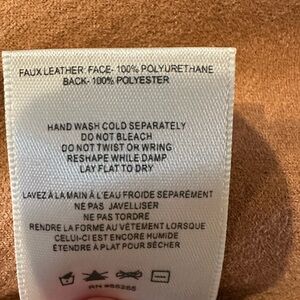 FAUX LEATHER: FACE- 100% POLYURETHANE
BACK- 100% POLYESTER
HAND WASH COLD SEPARATELY
DO NOT BLEACH
DO NOT TWIST OR WRING
RESHAPE WHILE DAMP
LAY FLAT TO DRY
LAVEZ À LA MAIN À L'EAU FROIDE SÉPARÉMENT
NE PAS JAVELLISER
NE PAS TORDRE
RENDRE LA FORME AU VÊTEMENT LORSQUE
CELUI-CI EST ENCORE HUMIDE
ÉTENDRE À PLAT POUR SÉCHER
RN